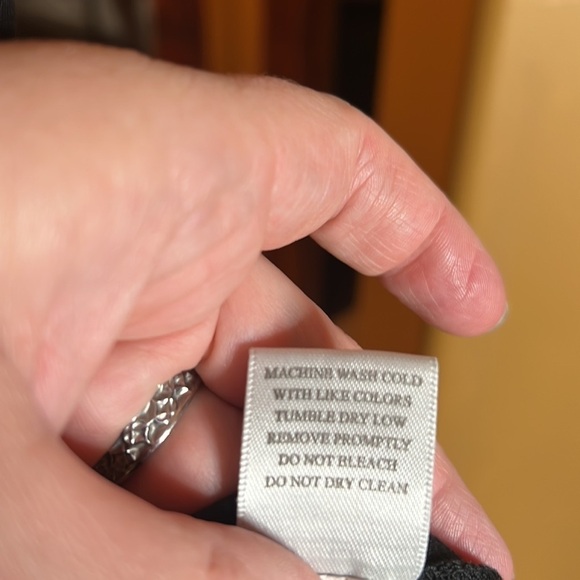 MACHINE WASH COLD
WITH LIKE COLORS
TUMBLE DRY LOW
REMOVE PROMPTLY
DO NOT BLEACH
DO NOT DRY CLEAN